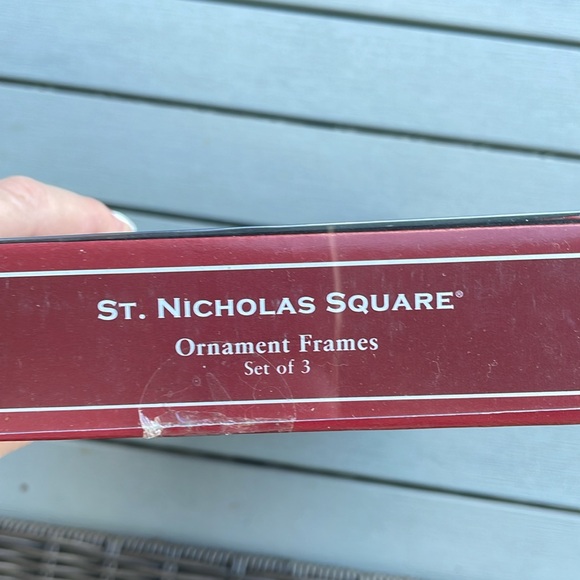 ST. NICHOLAS SQUARE®
Ornament Frames
Set of 3